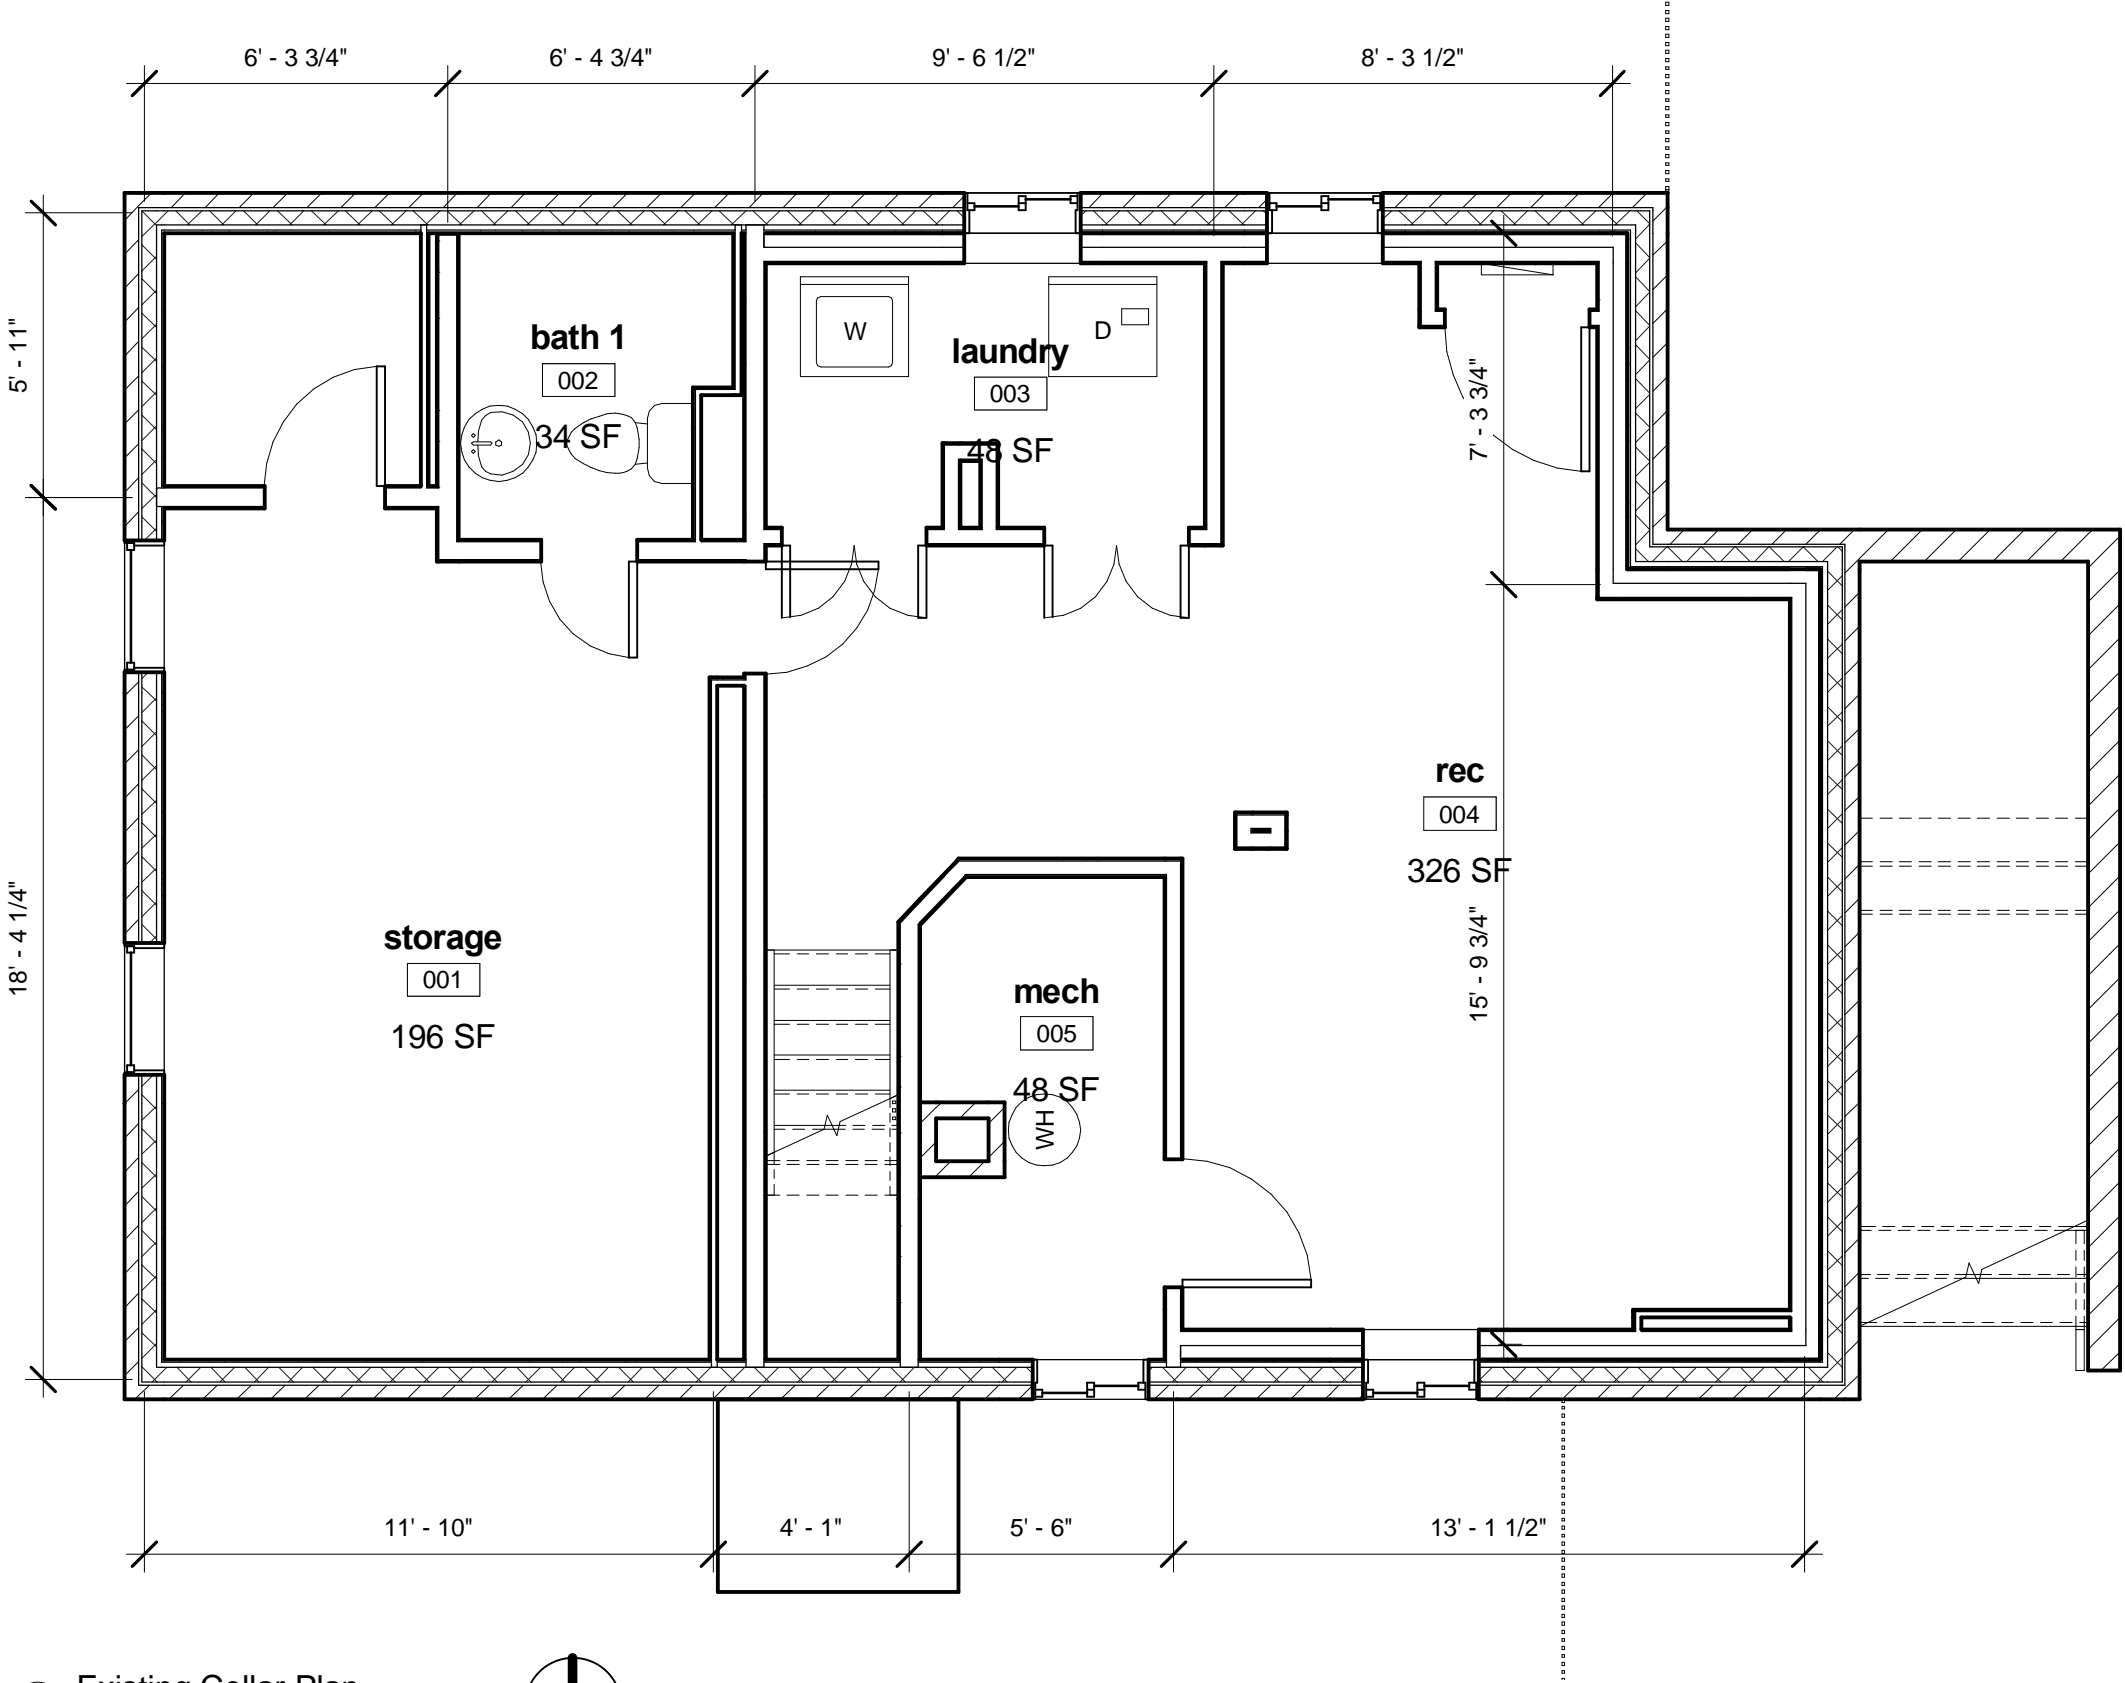 6' - 3 3/4"
6' - 4 3/4"
9' - 6 1/2"
8' - 3 1/2"
5' - 11"
18' - 4 1/4"
bath 1
002
34 SF
W
laundry
003
48 SF
D
7' - 3 3/4"
rec
004
326 SF
15' - 9 3/4"
storage
001
196 SF
mech
005
48 SF
WH
11' - 10"
4' - 1"
5' - 6"
13' - 1 1/2"
Existing Cellar Plan